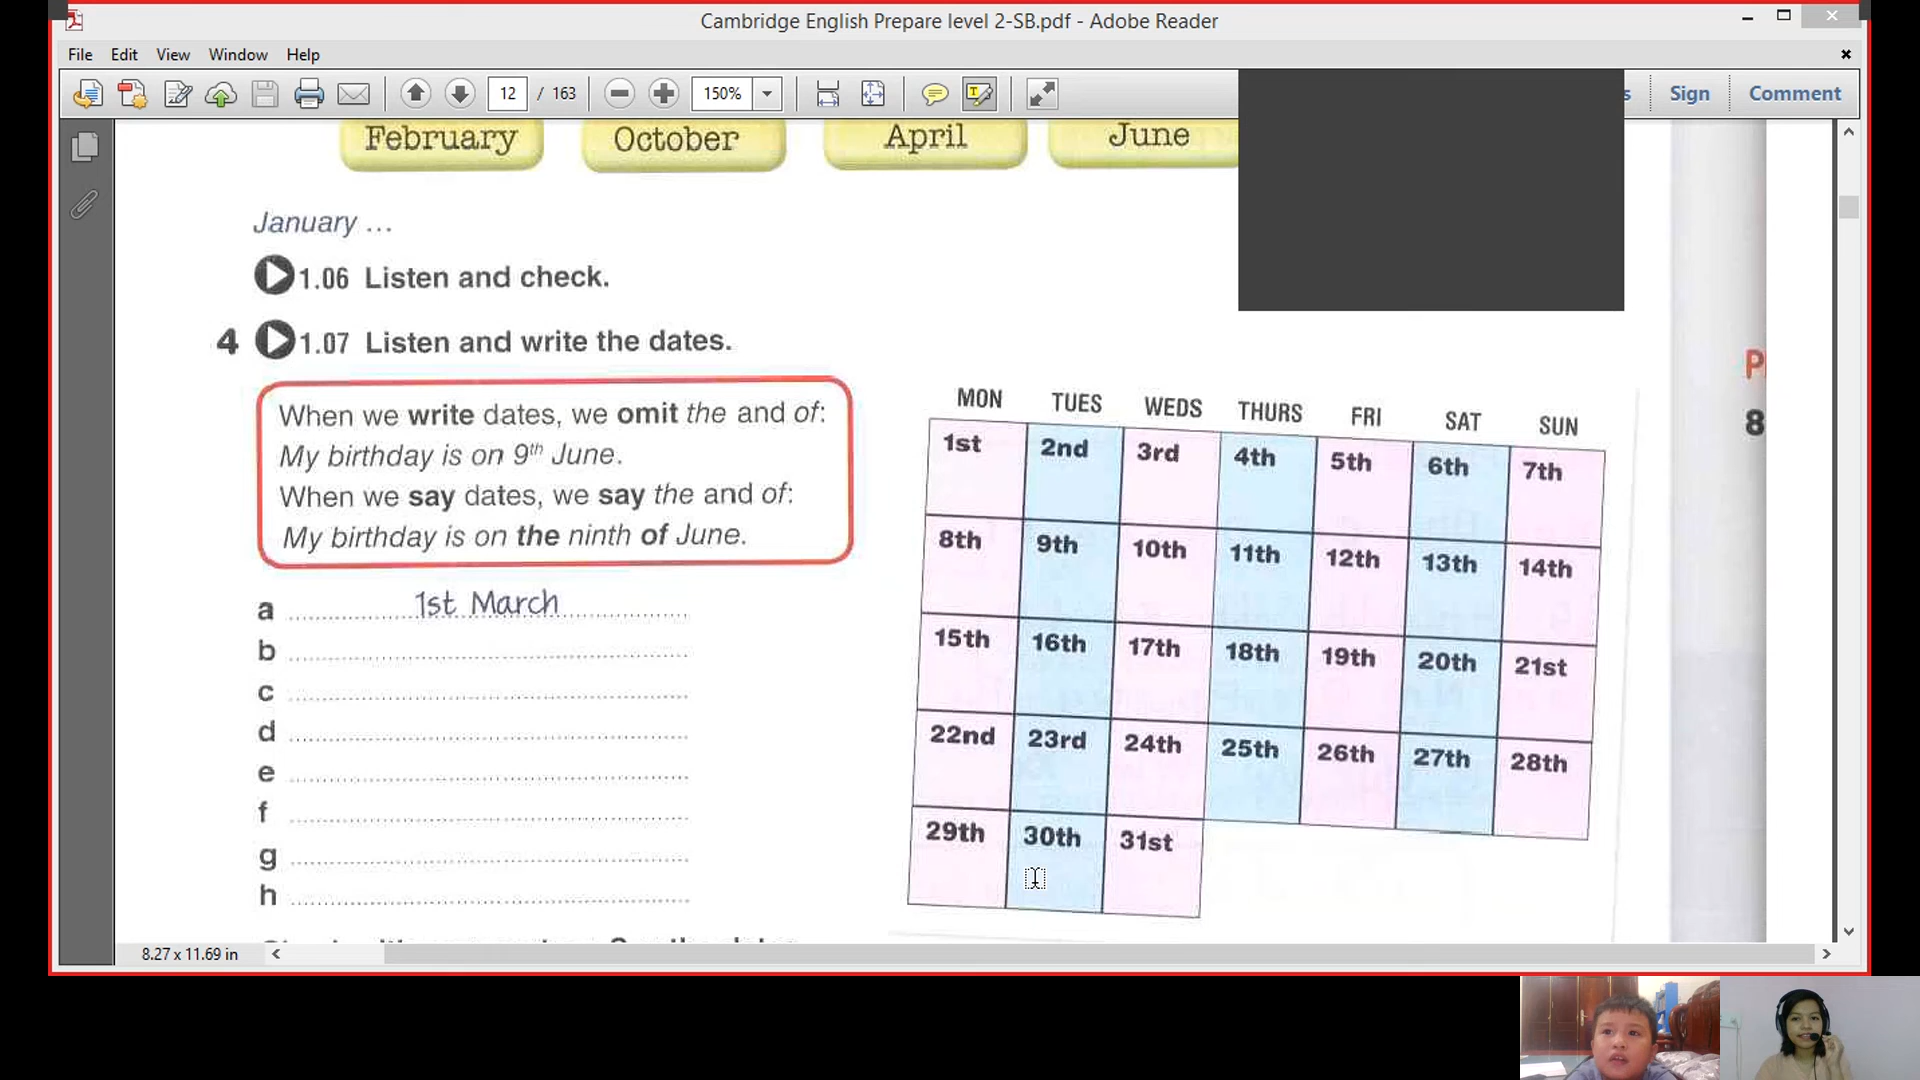 Cambridge English Prepare level 2-SB.pdf - Adobe Reader
File Edit View Window Help
12 / 163 150% Sign Comment
February October April June
January ...
1.06 Listen and check.
4 1.07 Listen and write the dates.
When we write dates, we omit the and of:
My birthday is on 9th June.
When we say dates, we say the and of:
My birthday is on the ninth of June.
a 1st March
b
c
d
e
f
g
h
MON TUES WEDS THURS FRI SAT SUN
1st 2nd 3rd 4th 5th 6th 7th
8th 9th 10th 11th 12th 13th 14th
15th 16th 17th 18th 19th 20th 21st
22nd 23rd 24th 25th 26th 27th 28th
29th 30th 31st
8
8.27 x 11.69 in